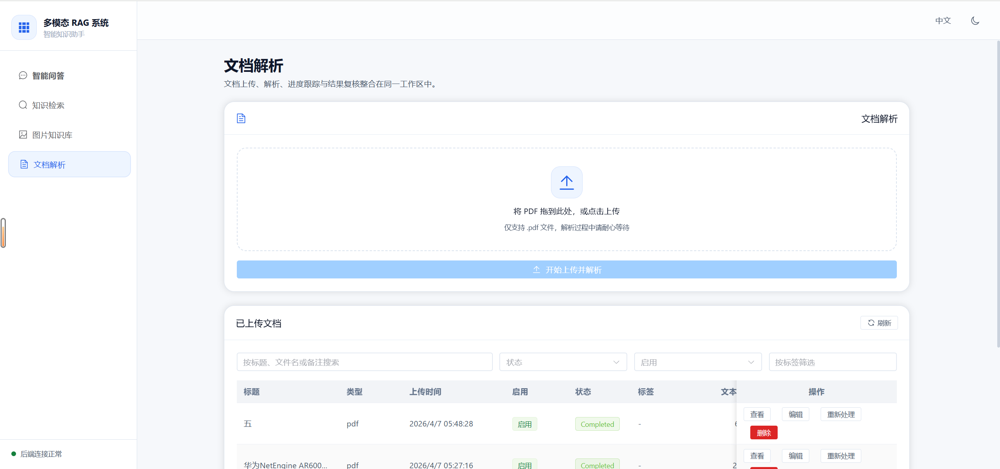 多模态 RAG 系统
智能知识助手
中文
智能问答
知识检索
图片知识库
文档解析
后端连接正常
文档解析
文档上传、解析、进度跟踪与结果复核整合在同一工作区中。
文档解析
将 PDF 拖到此处，或点击上传
仅支持 .pdf 文件，解析过程中请耐心等待
开始上传并解析
已上传文档
刷新
按标题、文件名或备注搜索 状态 启用 按标签筛选
标题 类型 上传时间 启用 状态 标签 文本 操作
五 pdf 2026/4/7 05:48:28 启用 Completed - 查看 编辑 重新处理
删除
华为NetEngine AR600... pdf 2026/4/7 05:27:16 启用 Completed - 2 查看 编辑 重新处理